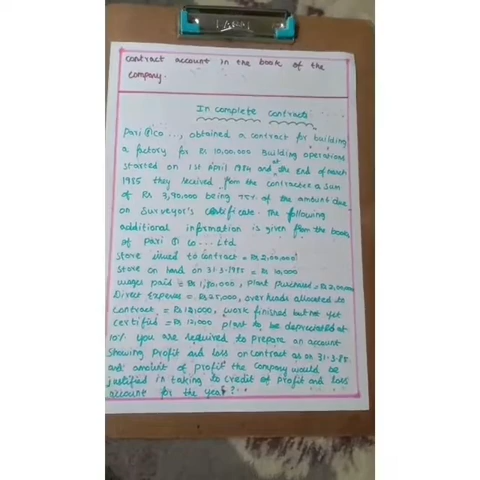 contract account in the book of the
company.
In complete contracts
Pari & Co..., obtained a contract for building
a factory for Rs 10,00,000 Building operations
started on 1st April 1984 and at the end of march
1985 they received from the contractee a sum
of Rs 3,90,000 being 75% of the amount due
on Surveyor's Certificate. The following
additional information is given from the books
of Pari & Co... Ltd
Store issued to contract = Rs 2,00,000
Store on hand on 31-3-1985 = Rs 10,000
wages paid = Rs 1,80,000, Plant Purchased = Rs 2,00,000
Direct Expense = Rs 25,000, over heads allocated to
contract = Rs 12,000, work finished but not yet
certified = Rs 12,000 plant to be depreciated at
10% you are required to prepare an account
showing Profit and loss on contract as on 31-3-85
and amount of profit the company would be
justified in taking to credit of profit and loss
account for the year?